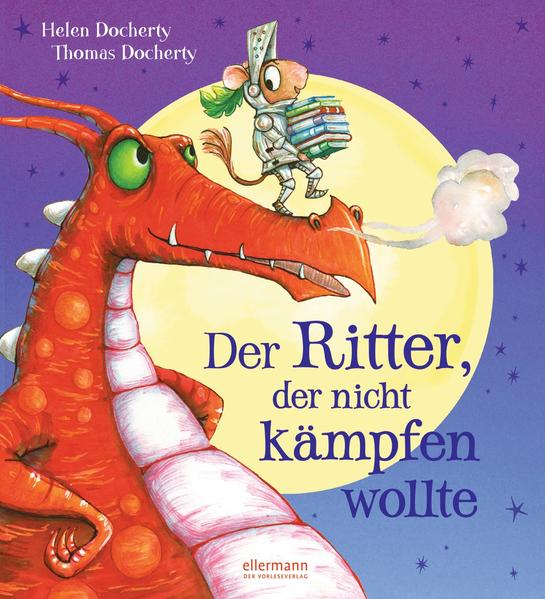 Helen Docherty
Thomas Docherty
Der Ritter,
der nicht
kämpfen
wollte
ellermann
DER VORLESEVERLAG